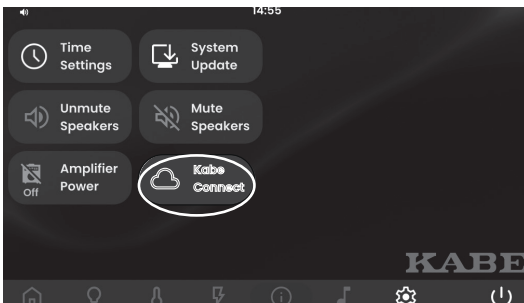 14:55
Time
Settings
System
Update
Unmute
Speakers
Mute
Speakers
Off
Amplifier
Power
Kabe
Connect
KABE